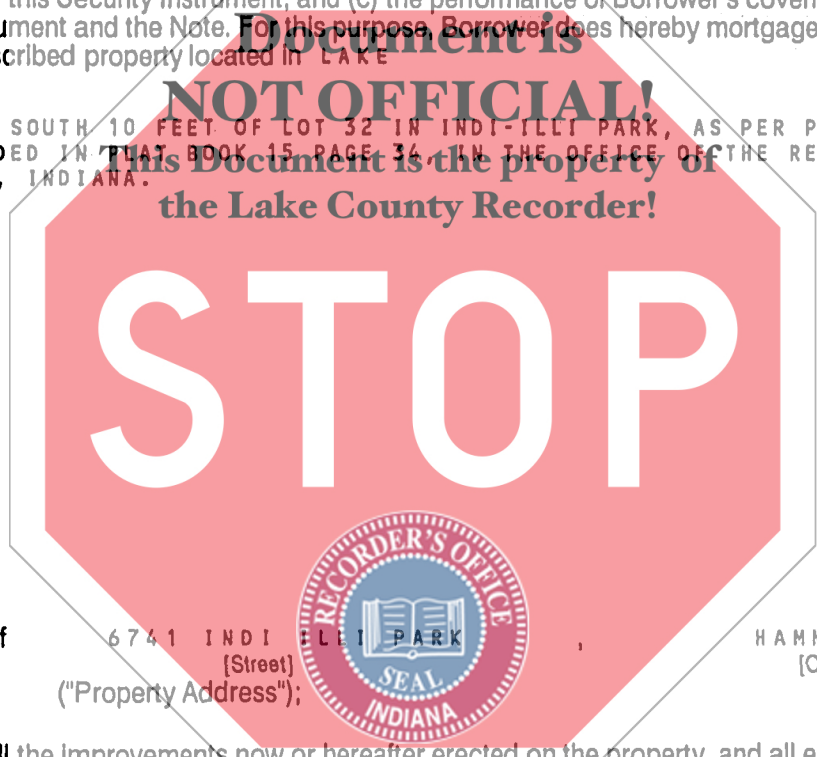 this Security Instrument; and (c) the performance of Borrower's coven
ument and the Note. For this purpose, Borrower does hereby mortgage
Document is
cribed property located in LAKE
NOT OFFICIAL!
SOUTH 10 FEET OF LOT 32 IN INDI-ILLI PARK, AS PER P
DED IN PLAT BOOK 15 PAGE 34, IN THE OFFICE OF THE RE
This Document is the property of
, INDIANA.
the Lake County Recorder!
STOP
RECORDER'S OFFICE
f 6741 INDI ILLI PARK , HAMM
[Street] [C
SEAL
("Property Address");
INDIANA
ll the improvements now or hereafter erected on the property, and all e